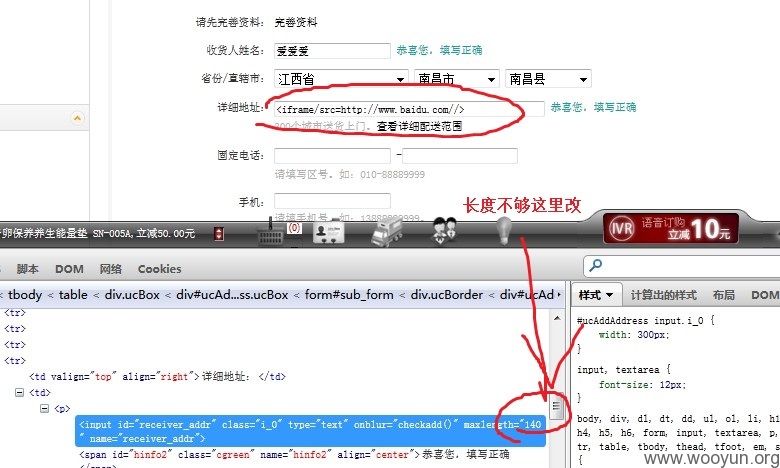 请先完善资料： 完善资料
收货人姓名： 爱爱爱 恭喜您，填写正确
省份/直辖市： 江西省 南昌市 南昌县
详细地址： <iframe/src=http://www.baidu.com//> 恭喜您，填写正确
200个城市送货上门，查看详细配送范围
固定电话： -
请填写区号。如：010-88889999
手机：
请填写手机号。如：13888889999。
长度不够这里改
卵保养养生能量垫 SN-005A,立减50.00元 (0) IVR 语音订购
立减10元
脚本 DOM 网络 Cookies
< tbody < table < div.ucBox < div#ucAd...ss.ucBox < form#sub_form < div.ucBorder < div#ucAd
样式 计算出的样式 布局 DOM
<tr>
<tr>
<tr>
<td valign="top" align="right">详细地址：</td>
<td>
<p>
<input id="receiver_addr" class="i_0" type="text" onblur="checkadd()" maxlength="140
" name="receiver_addr">
<span id="hinfo2" class="cgreen" name="hinfo2" align="center">恭喜您，填写正确
</span>
#ucAddAddress input.i_0 {
width: 300px;
}
input, textarea {
font-size: 12px;
}
body, div, dl, dt, dd, ul, ol, li, h1
h4, h5, h6, form, input, textarea, p,
tr, table, tbody, thead, tfoot, em, s
{
www.wooyun.org